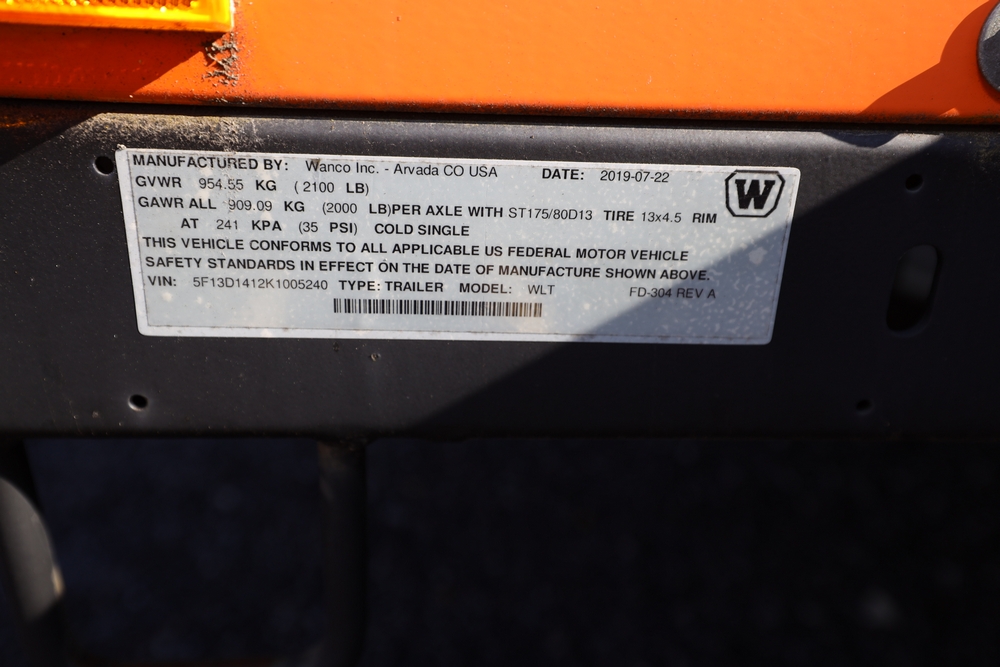 MANUFACTURED BY: Wanco Inc. - Arvada CO USA DATE: 2019-07-22
GVWR 954.55 KG ( 2100 LB)
GAWR ALL 909.09 KG (2000 LB)PER AXLE WITH ST175/80D13 TIRE 13x4.5 RIM
AT 241 KPA (35 PSI) COLD SINGLE
THIS VEHICLE CONFORMS TO ALL APPLICABLE US FEDERAL MOTOR VEHICLE
SAFETY STANDARDS IN EFFECT ON THE DATE OF MANUFACTURE SHOWN ABOVE.
VIN: 5F13D1412K1005240 TYPE: TRAILER MODEL: WLT FD-304 REV A
W